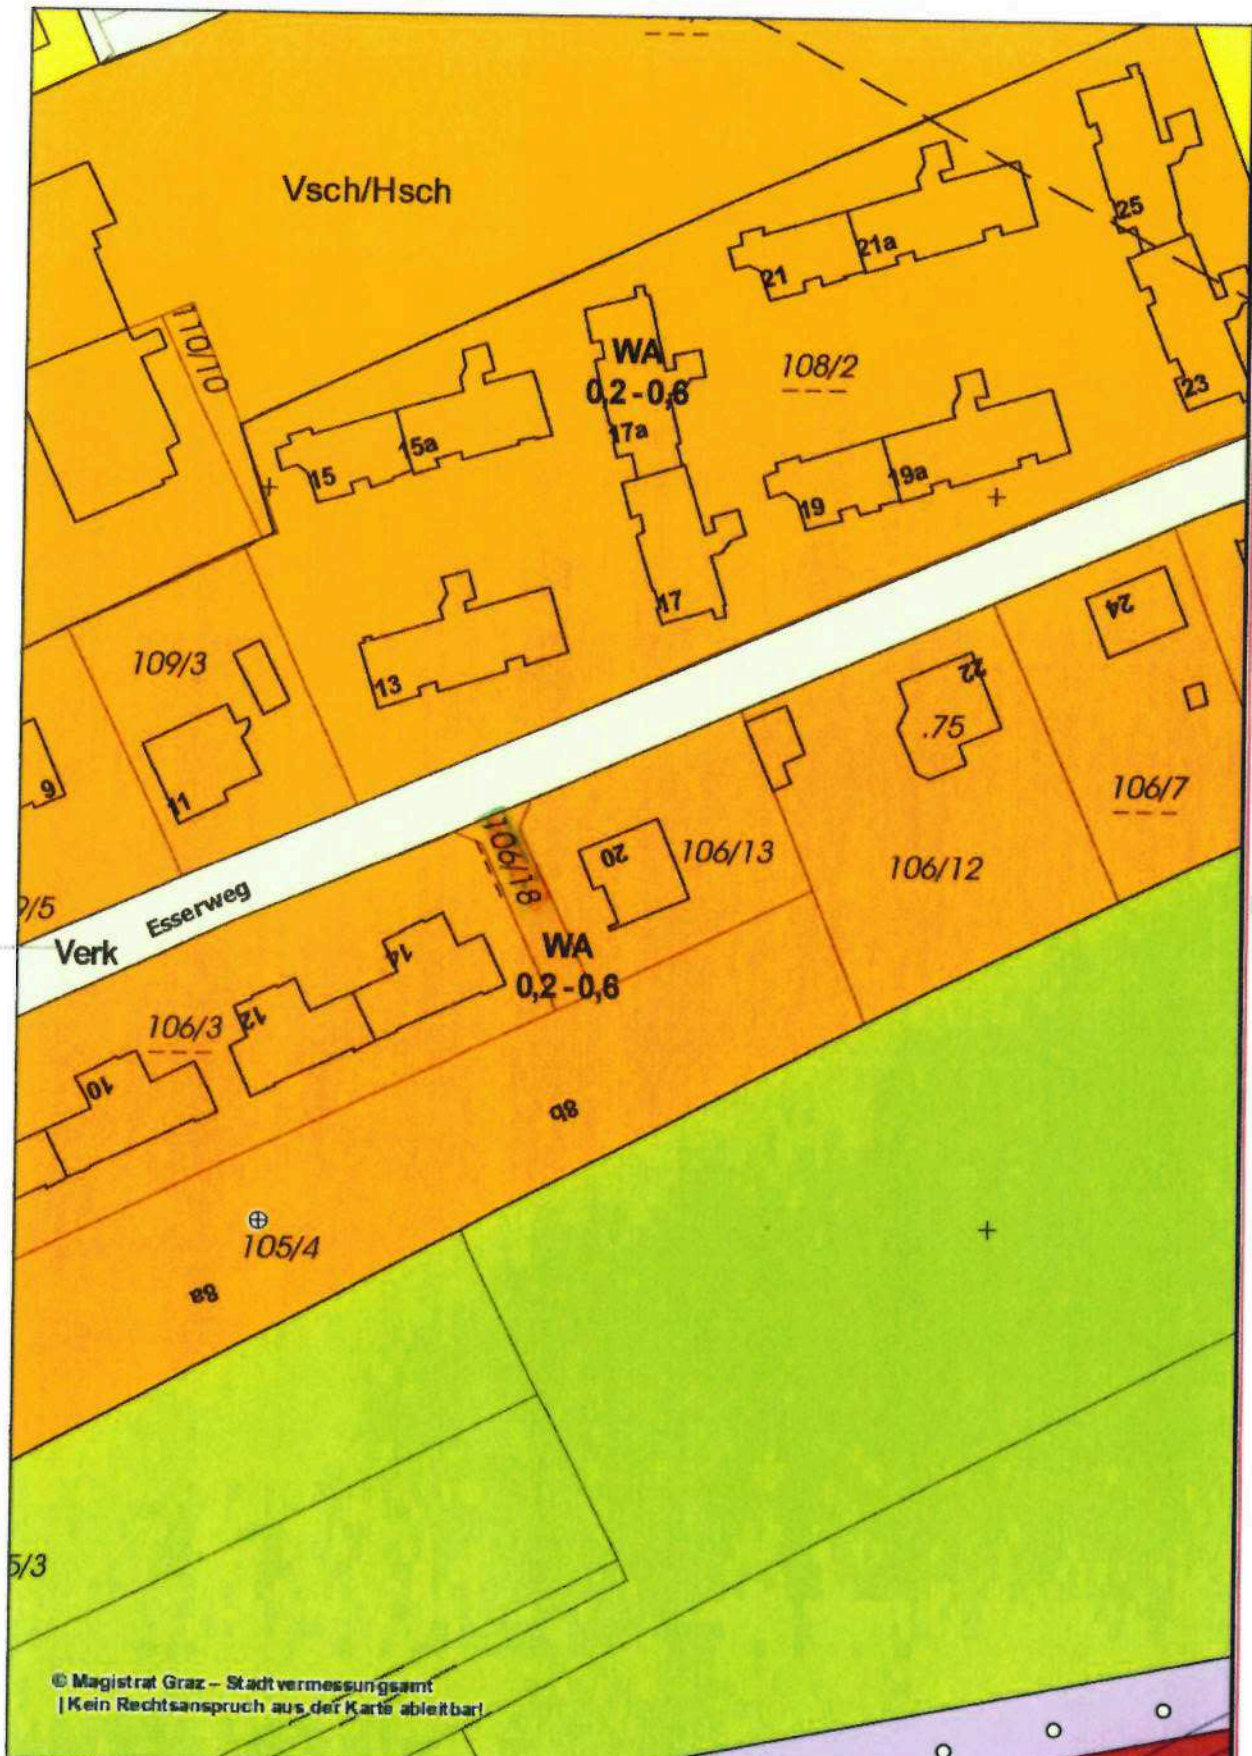 Vsch/Hsch
25
21a
21
110/10
WA
0,2 - 0,6
108/2
23
17a
15a
15
19a
19
17
24
109/3
13
22
.75
9
11
106/7
106/18
20
106/13
106/12
9/5
Esserweg
Verk
14
WA
0,2 - 0,6
12
106/3
10
8b
105/4
8a
5/3
© Magistrat Graz – Stadtvermessungsamt
| Kein Rechtsanspruch aus der Karte ableitbar!